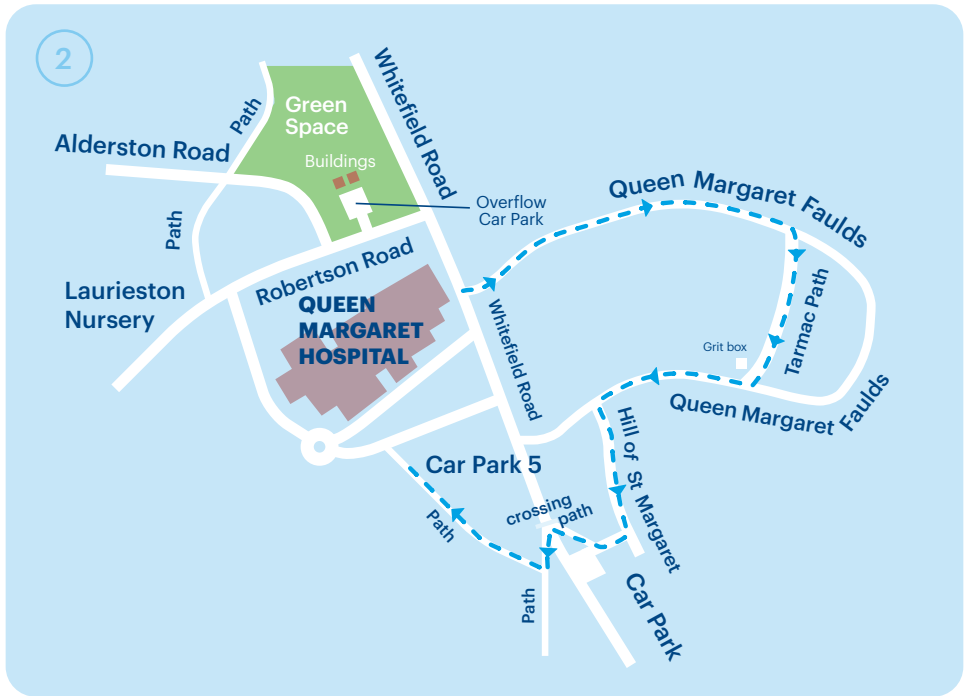 2
Path
Green
Space
Whitefield Road
Alderston Road
Buildings
Overflow
Car Park
Queen Margaret Faulds
Path
Robertson Road
Laurieston
Nursery
QUEEN
MARGARET
HOSPITAL
Whitefield Road
Tarmac Path
Grit box
Queen Margaret Faulds
Hill of St Margaret
Car Park 5
crossing
path
Path
Path
Car Park